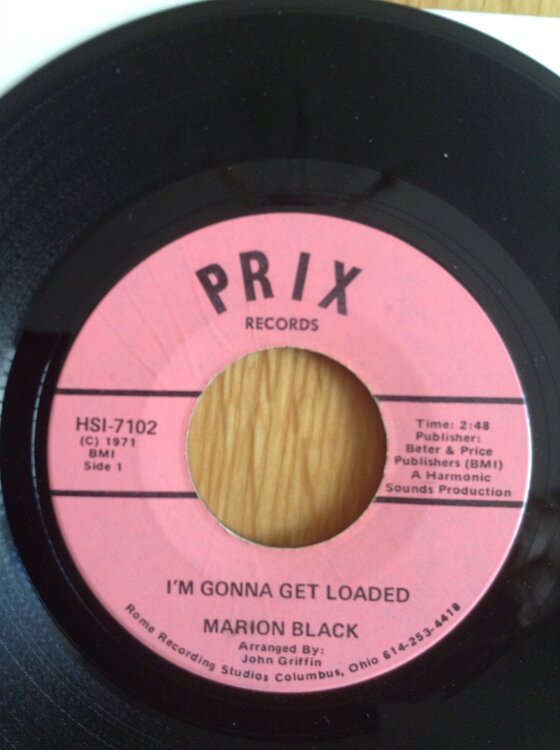 PRIX
RECORDS
HSI-7102
(C) 1971
BMI
Side 1
Time: 2:48
Publisher:
Beter & Price
Publishers (BMI)
A Harmonic
Sounds Production
I'M GONNA GET LOADED
MARION BLACK
Arranged By:
John Griffin
Rome Recording Studios Columbus, Ohio 614-253-4418